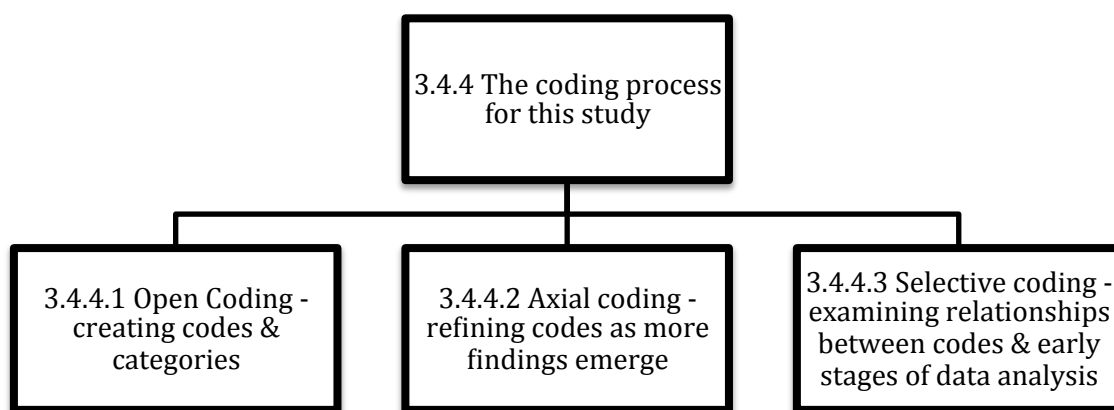 3.4.4 The coding process
for this study
3.4.4.1 Open Coding -
creating codes &
categories
3.4.4.2 Axial coding -
refining codes as more
findings emerge
3.4.4.3 Selective coding -
examining relationships
between codes & early
stages of data analysis